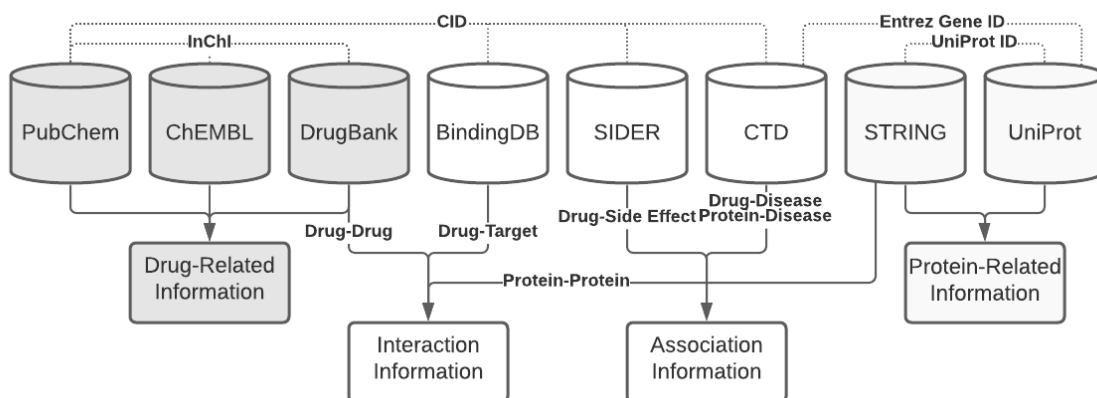 CID
Entrez Gene ID
InChI
UniProt ID
PubChem
ChEMBL
DrugBank
BindingDB
SIDER
CTD
STRING
UniProt
Drug-Disease
Drug-Side Effect
Protein-Disease
Drug-Drug
Drug-Target
Drug-Related
Information
Protein-Related
Information
Protein-Protein
Interaction
Information
Association
Information